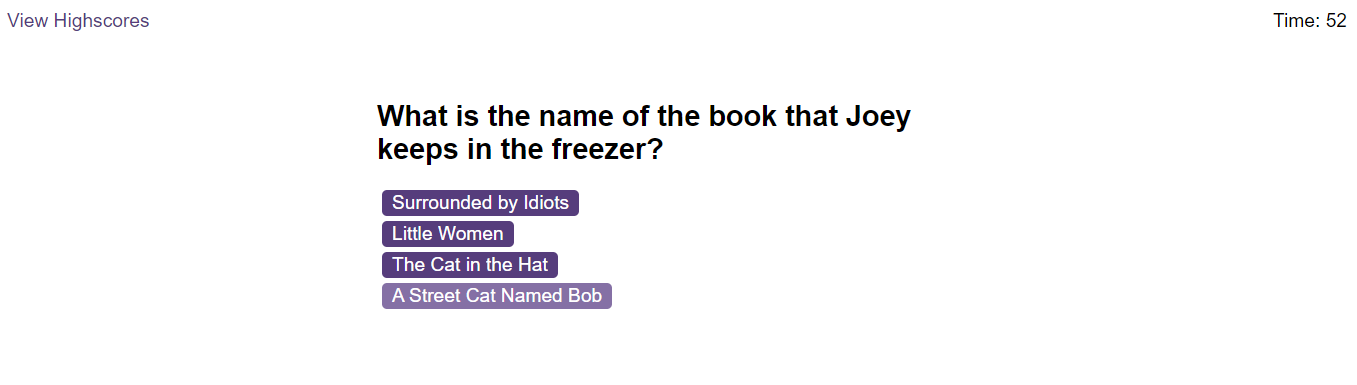 View Highscores
Time: 52
What is the name of the book that Joey
keeps in the freezer?
Surrounded by Idiots
Little Women
The Cat in the Hat
A Street Cat Named Bob